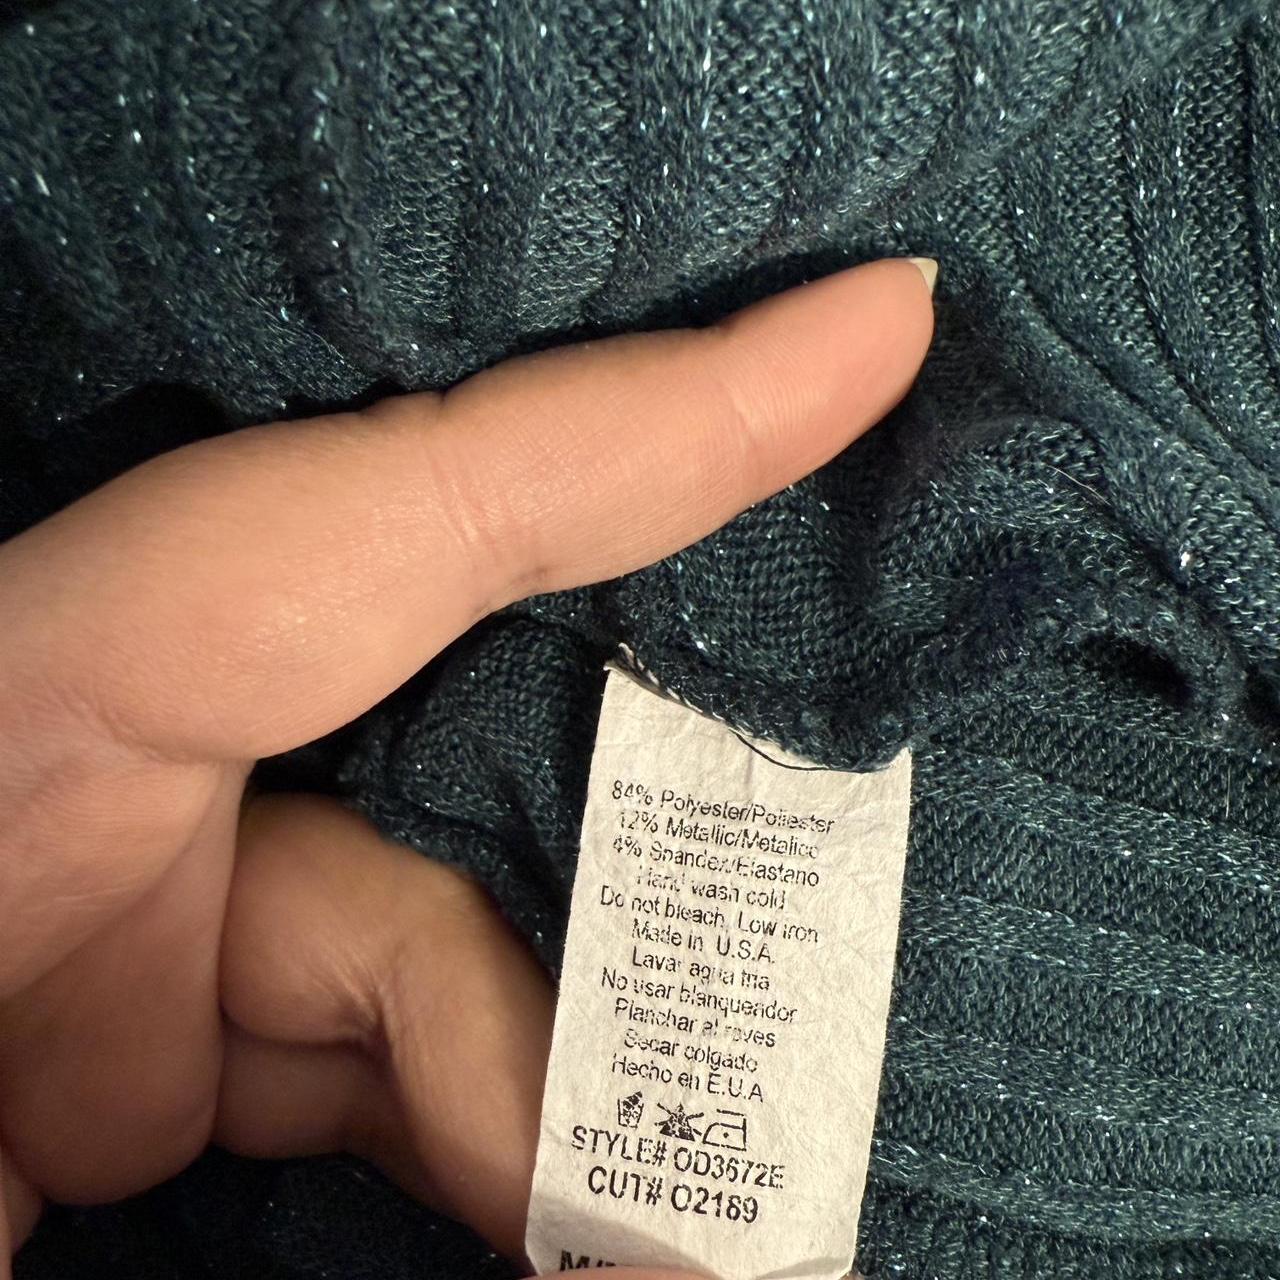 84% Polyester/Poliester
12% Metallic/Metalico
4% Spandex/Elastano
Hand wash cold
Do not bleach. Low iron
Made in U.S.A.
Lavar agua fria
No usar blanqueador
Planchar al reves
Secar colgado
Hecho en E.U.A
STYLE# OD3672E
CUT# O2189